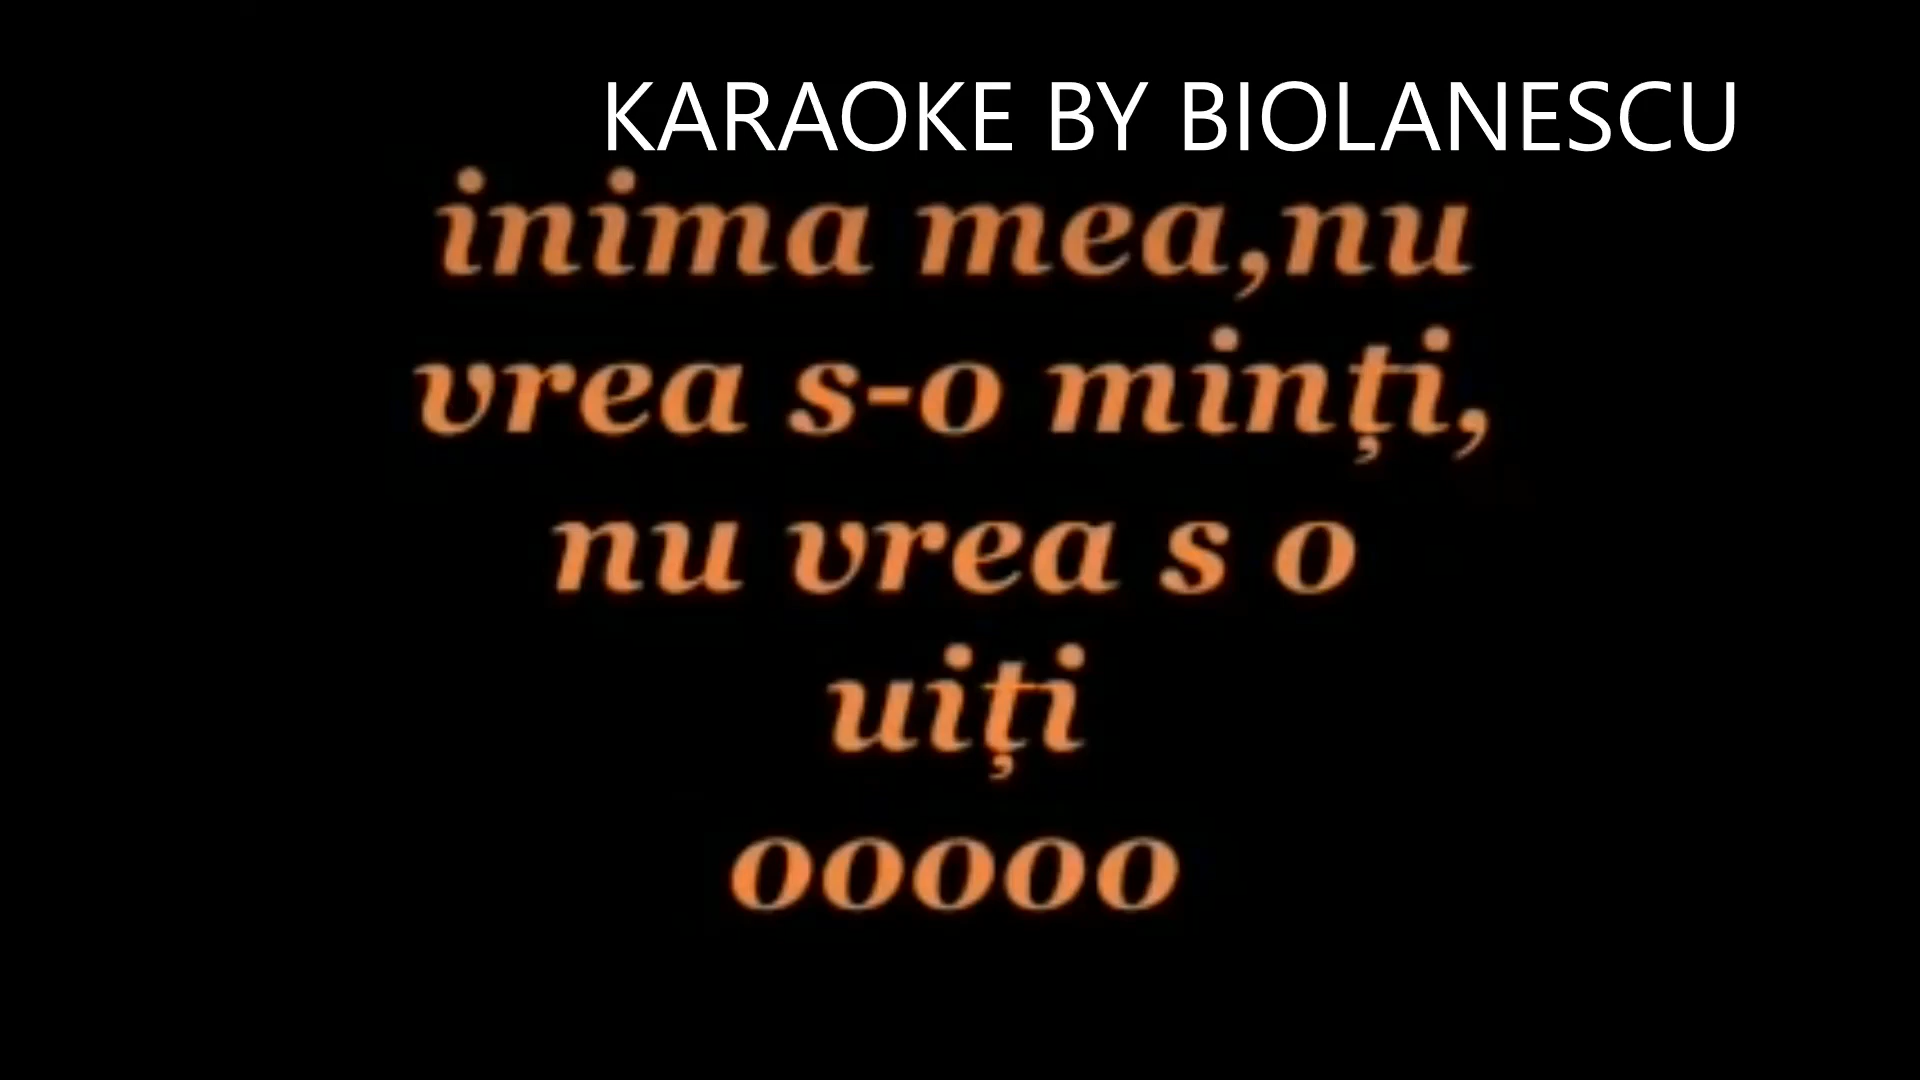 KARAOKE BY BIOLANESCU
inima mea,nu
vrea s-o minți,
nu vrea s o
uiți
ooooo